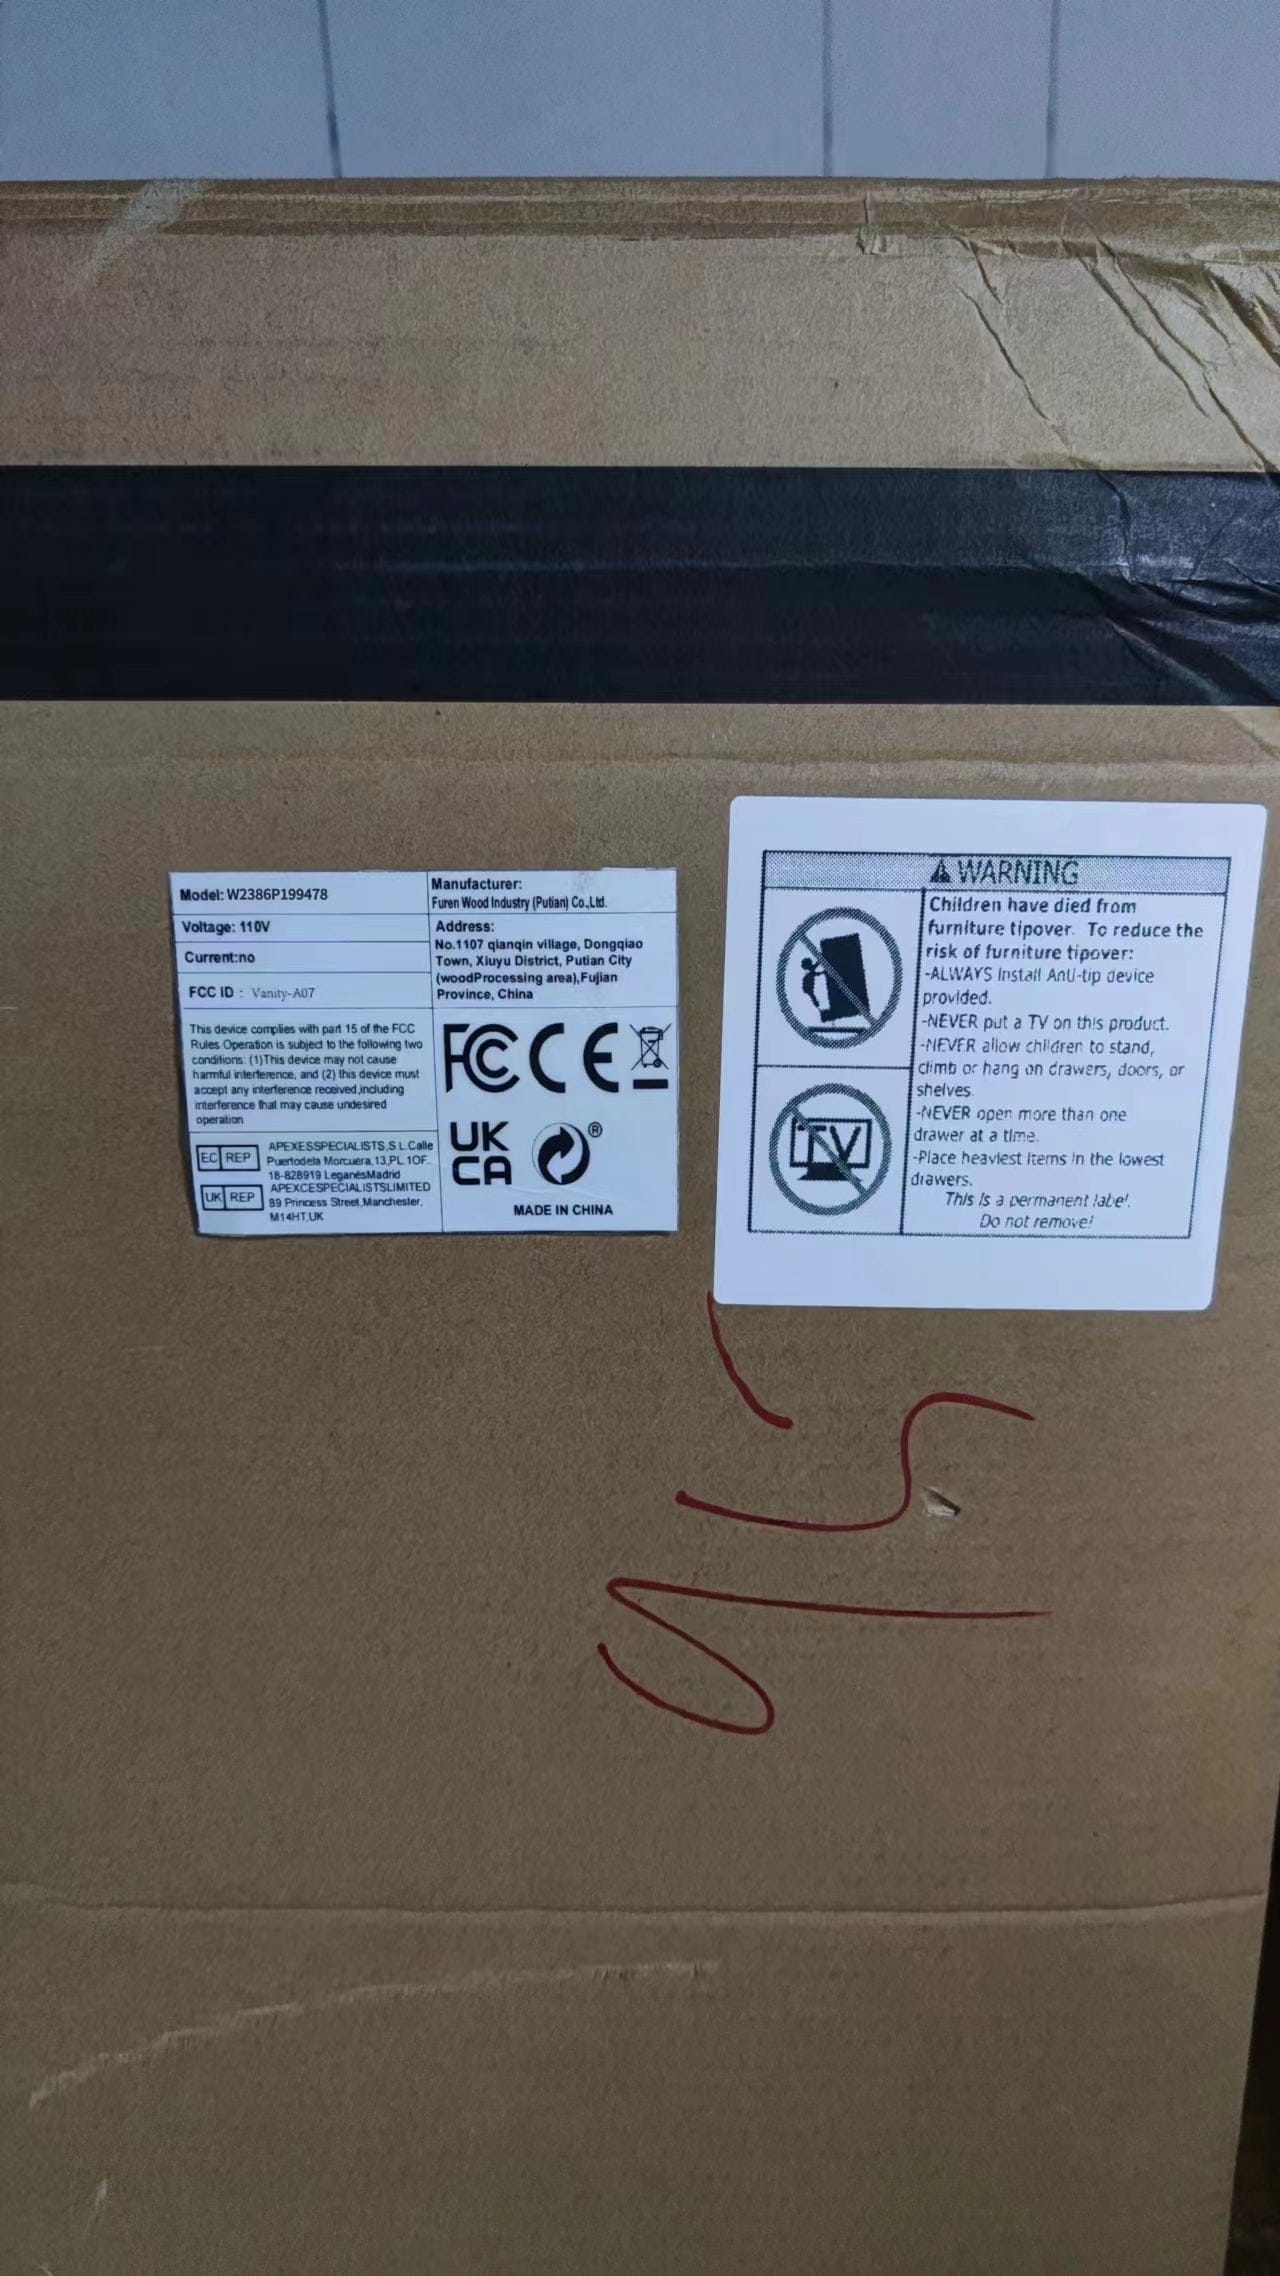 Model: W2386P199478
Voltage: 110V
Current:no
FCC ID : Vanity-A07
Manufacturer:
Furen Wood Industry (Putian) Co.,Ltd.
Address:
No.1107 qianqin village, Dongqiao
Town, Xiuyu District, Putian City
(woodProcessing area),Fujian
Province, China
This device complies with part 15 of the FCC
Rules Operation is subject to the following two
conditions: (1)This device may not cause
harmful interference, and (2) this device must
accept any interference received,including
interference that may cause undesired
operation
EC REP
APEXESSPECIALISTS,S L Calle
Puertodela Morcuera,13,PL 1OF.
18-828919 LeganésMadrid
UK REP
APEXCESPECIALISTSLIMITED
89 Princess Street,Manchester,
M14HT,UK
FC CE
UK
CA
®
MADE IN CHINA
WARNING
Children have died from
furniture tipover. To reduce the
risk of furniture tipover:
-ALWAYS install Anti-tip device
provided.
-NEVER put a TV on this product.
-NEVER allow children to stand,
climb or hang on drawers, doors, or
shelves.
-NEVER open more than one
drawer at a time.
-Place heaviest items in the lowest
drawers.
This is a permanent label.
Do not remove!
TV